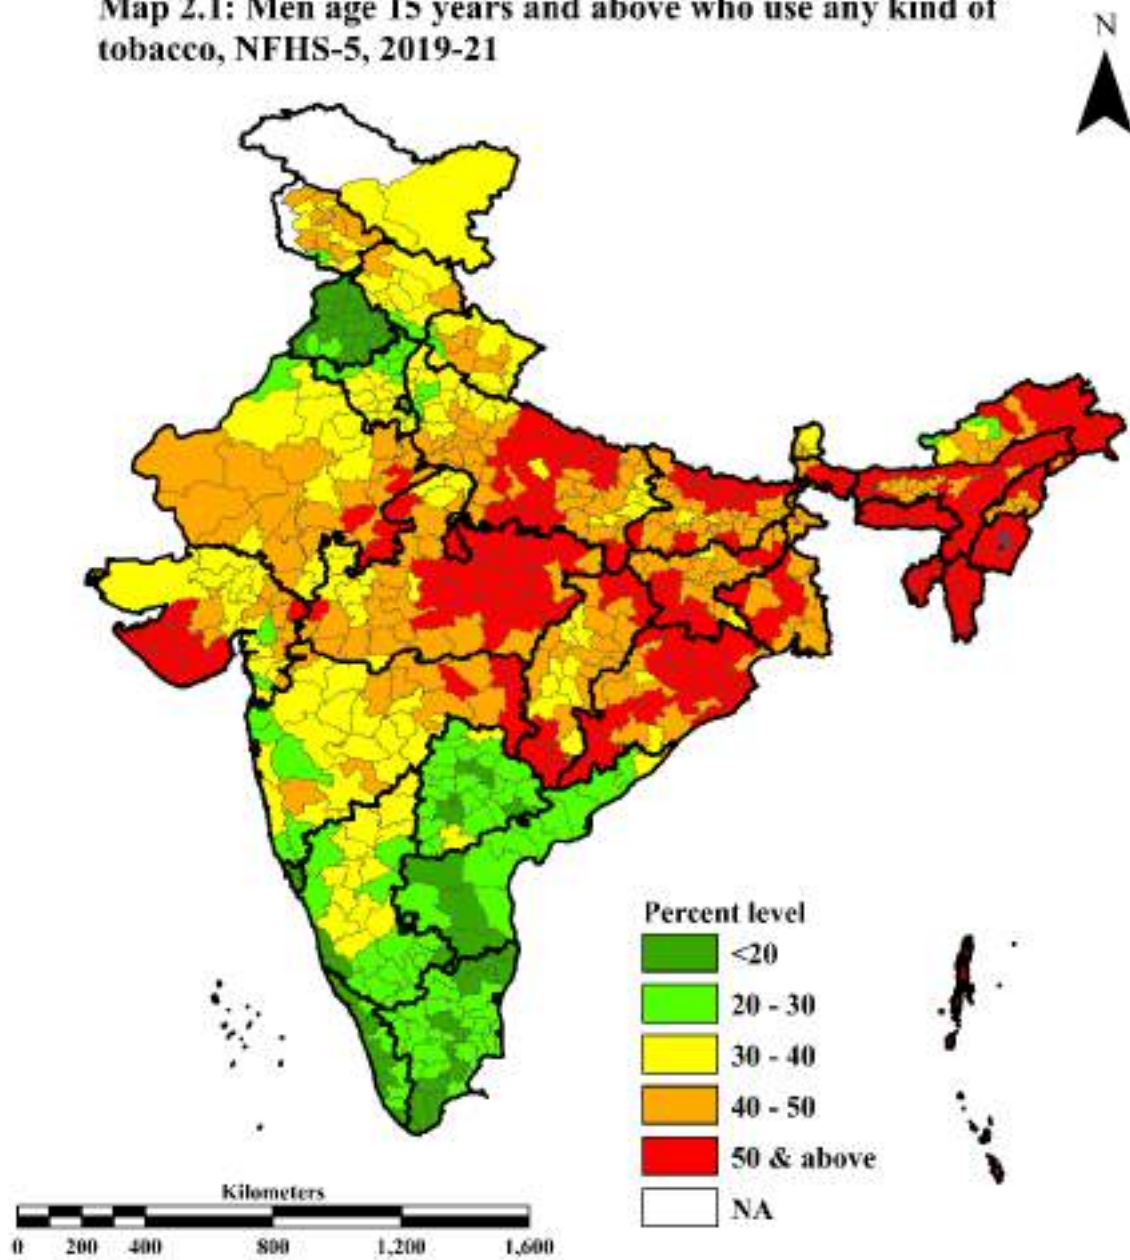 Map 2.1: Men age 15 years and above who use any kind of
tobacco, NFHS-5, 2019-21
N
Percent level
<20
20 - 30
30 - 40
40 - 50
50 & above
NA
Kilometers
0 200 400 800 1,200 1,600